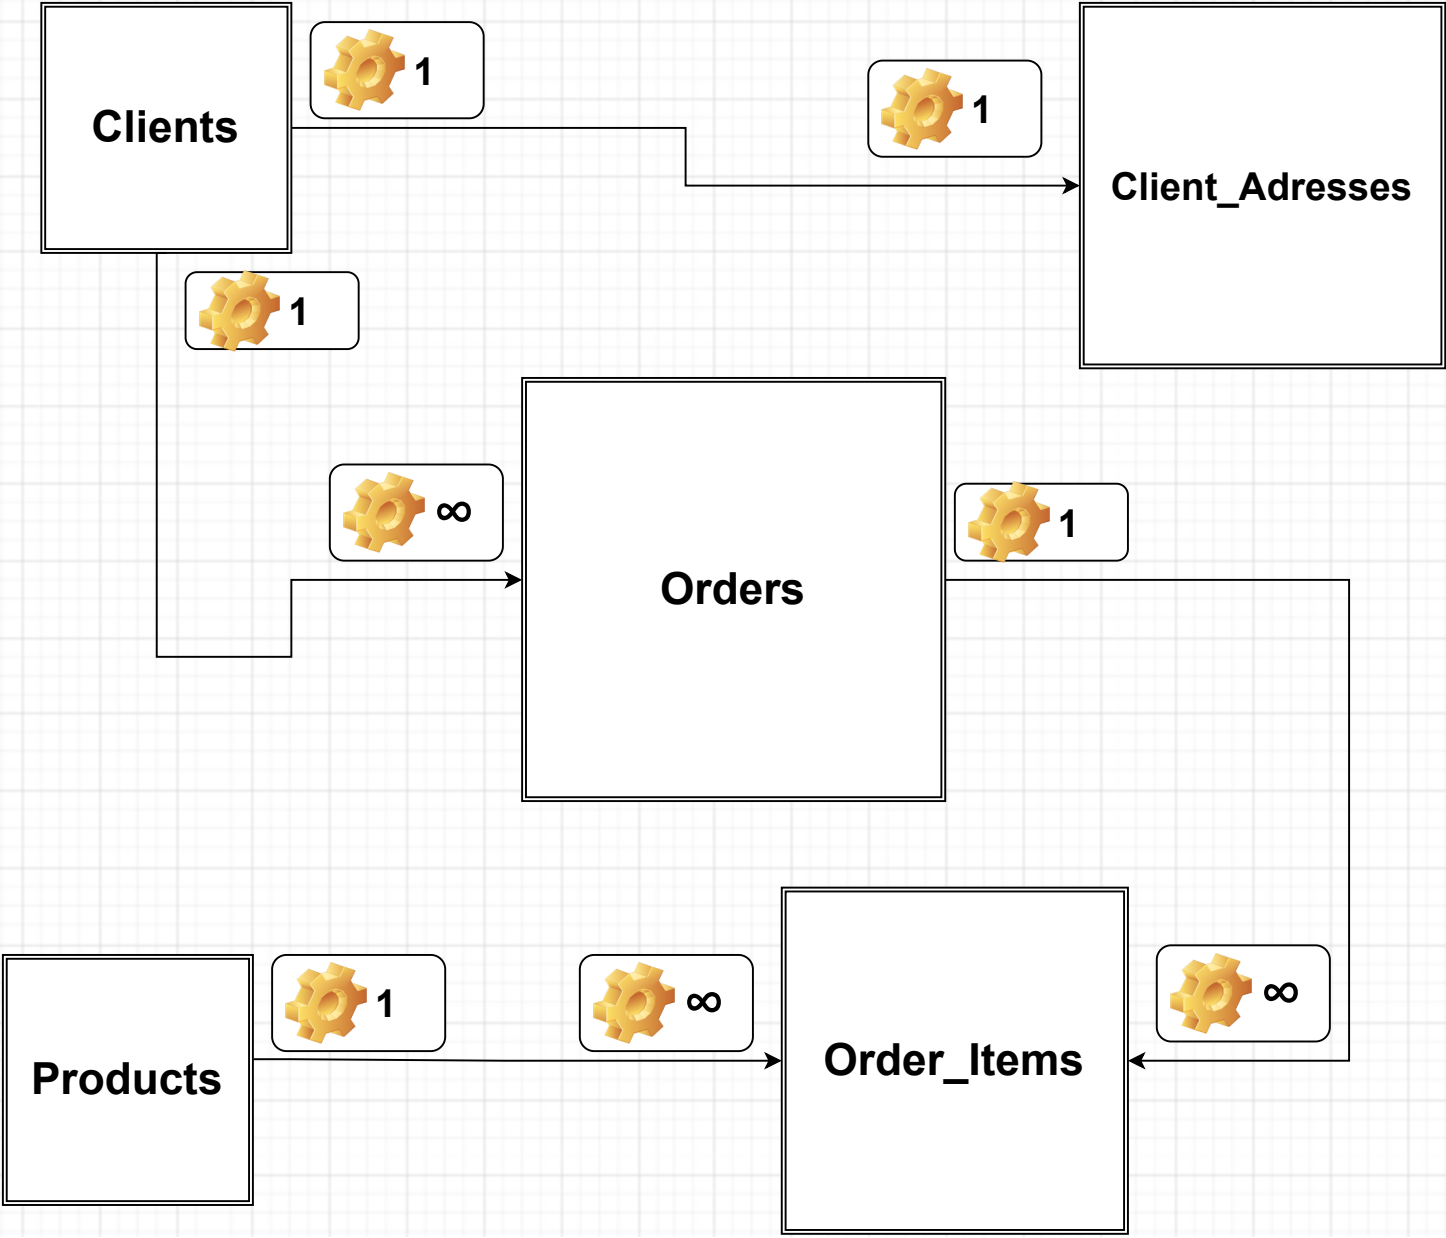 Clients
1
1
Client_Adresses
1
∞
1
Orders
1
∞
∞
Products
Order_Items